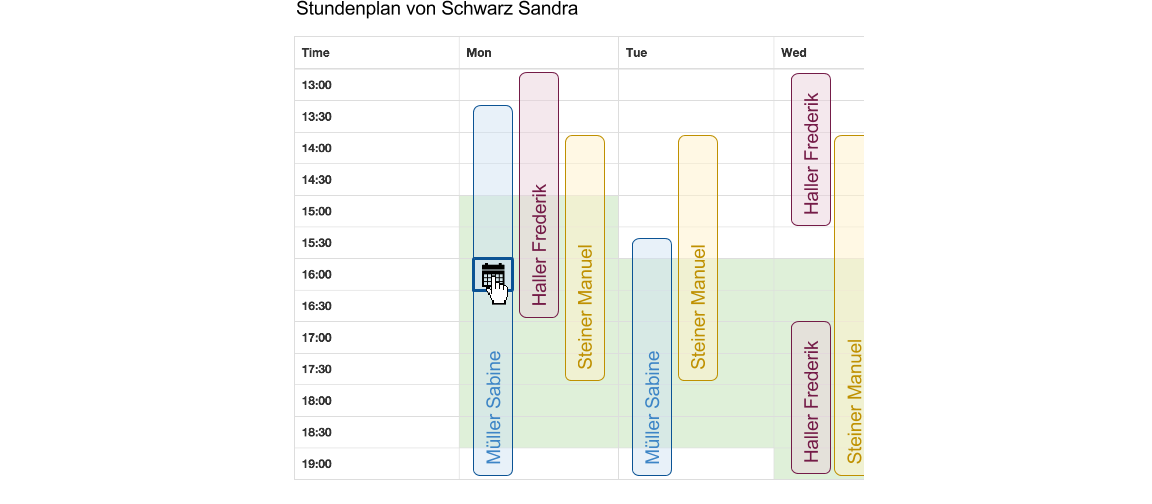 Stundenplan von Schwarz Sandra
Time Mon Tue Wed
13:00
13:30
14:00
14:30
15:00
15:30
16:00
16:30
17:00
17:30
18:00
18:30
19:00
Müller Sabine
Haller Frederik
Steiner Manuel
Müller Sabine
Steiner Manuel
Haller Frederik
Haller Frederik
Steiner Manuel